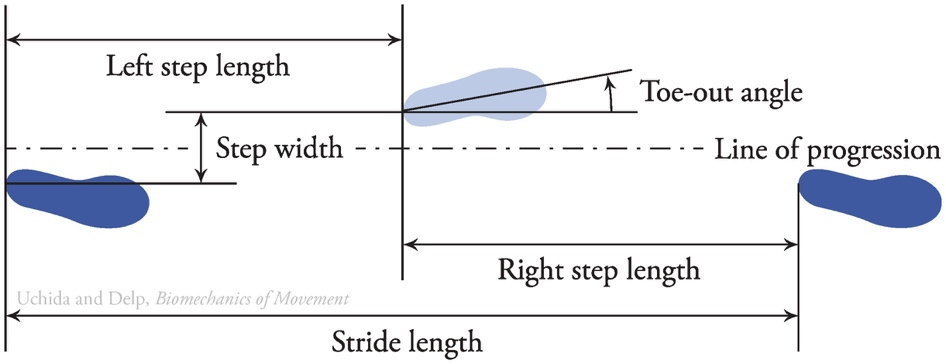 Left step length
Toe-out angle
Step width
Line of progression
Right step length
Uchida and Delp, Biomechanics of Movement
Stride length